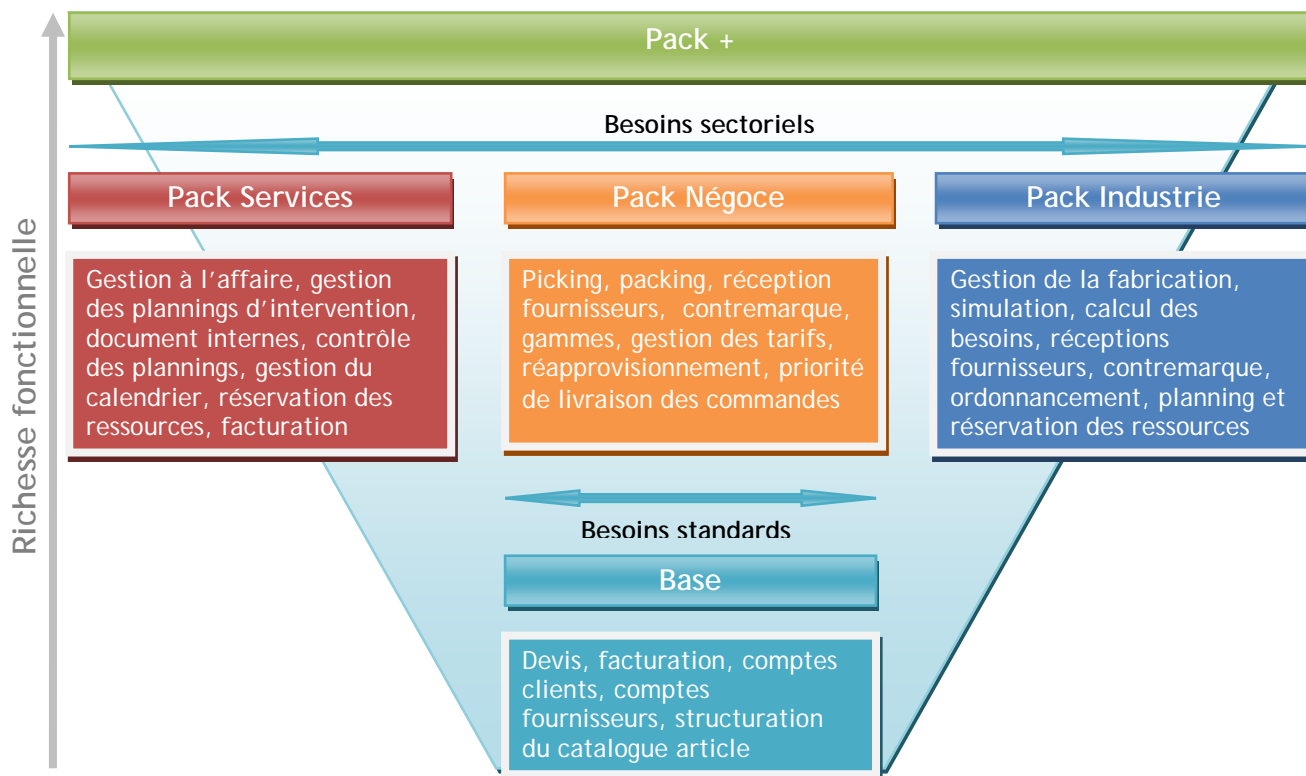 Pack +
Besoins sectoriels
Richesse fonctionnelle
Pack Services
Gestion à l'affaire, gestion
des plannings d'intervention,
document internes, contrôle
des plannings, gestion du
calendrier, réservation des
ressources, facturation
Pack Négoce
Picking, packing, réception
fournisseurs, contremarque,
gammes, gestion des tarifs,
réapprovisionnement, priorité
de livraison des commandes
Pack Industrie
Gestion de la fabrication,
simulation, calcul des
besoins, réceptions
fournisseurs, contremarque,
ordonnancement, planning et
réservation des ressources
Besoins standards
Base
Devis, facturation, comptes
clients, comptes
fournisseurs, structuration
du catalogue article